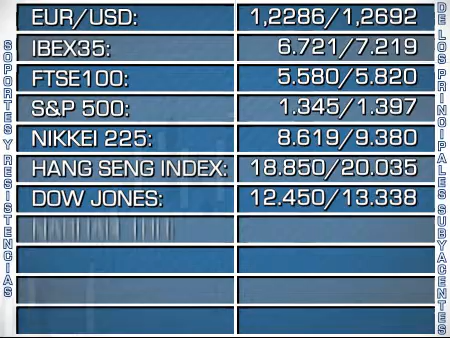 SOPORTES Y RESISTENCIAS
DE LOS PRINCIPALES SUBYACENTES
EUR/USD: 1,2286/1,2692
IBEX35: 6.721/7.219
FTSE100: 5.580/5.820
S&P 500: 1.345/1.397
NIKKEI 225: 8.619/9.380
HANG SENG INDEX: 18.850/20.035
DOW JONES: 12.450/13.338